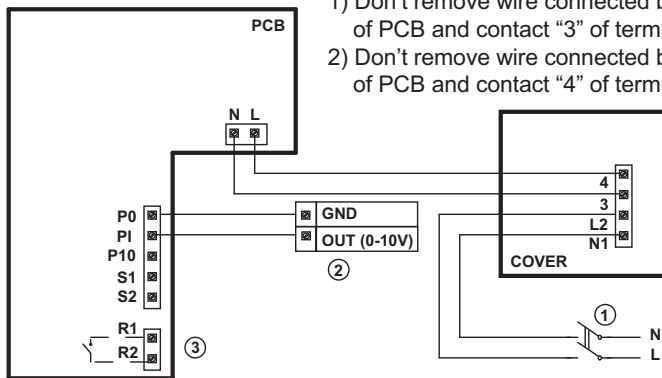 1) Don't remove wire connected
of PCB and contact “3” of
2) Don’t remove wire connected
of PCB and contact “4” of
PCB
N L
4
3
L2
N1
COVER
P0
PI
P10
S1
S2
GND
OUT (0-10V)
2
R1
R2
3
1
N
L